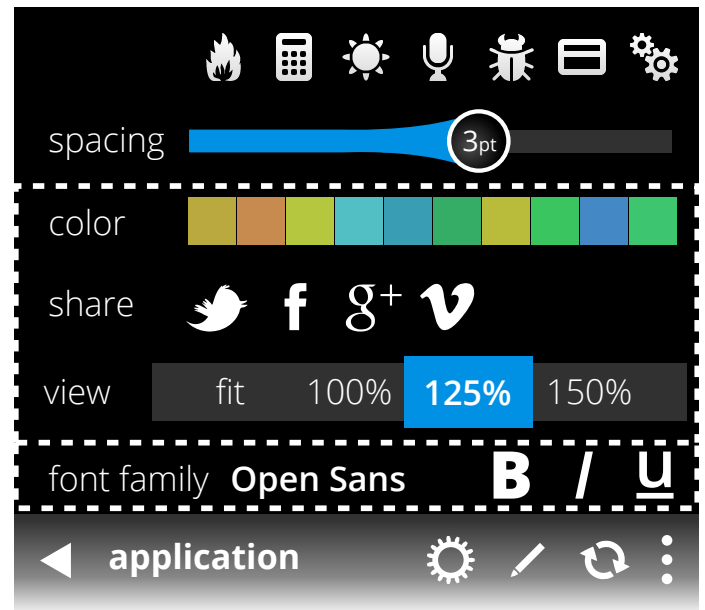 spacing 3pt
color
share f g+ v
view fit 100% 125% 150%
font family Open Sans B I u
application